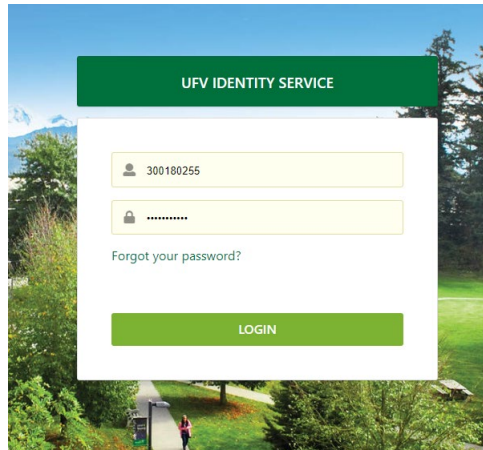 UFV IDENTITY SERVICE
300180255
•••••••••••
Forgot your password?
LOGIN